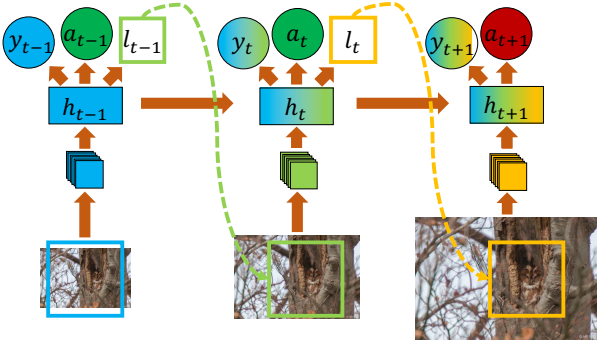 y_{t-1} a_{t-1} l_{t-1} y_t a_t l_t y_{t+1} a_{t+1}
h_{t-1} h_t h_{t+1}